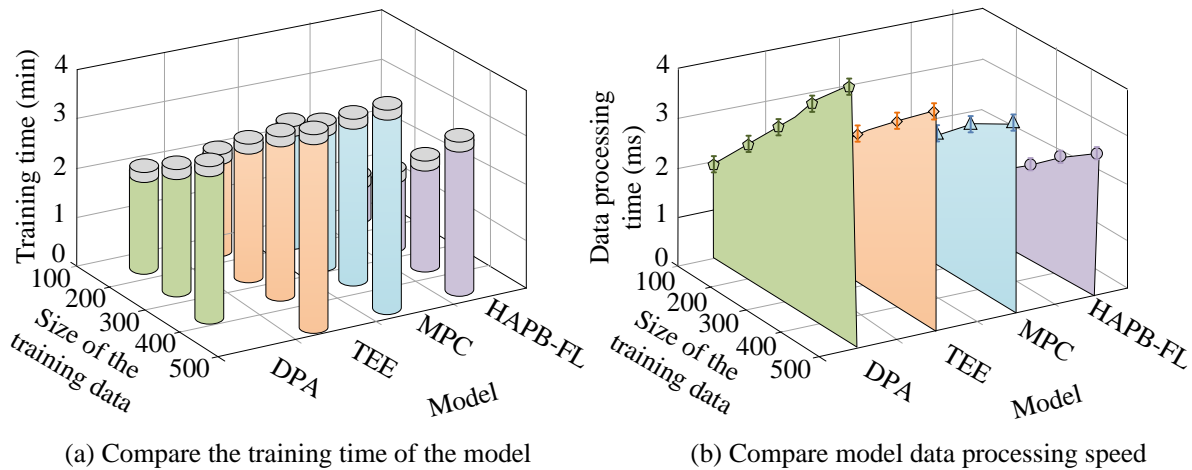 4
3
2
1
0
Training time (min)
100
200
300
400
500
Size of the
training data
DPA
TEE
MPC
HAPB-FL
Model
(a) Compare the training time of the model
4
3
2
1
0
Data processing
time (ms)
100
200
300
400
500
Size of the
training data
DPA
TEE
MPC
HAPB-FL
Model
(b) Compare model data processing speed